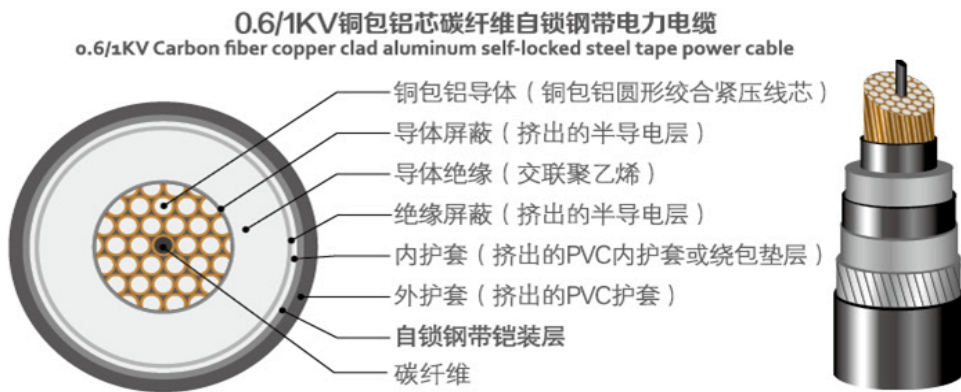 0.6/1KV铜包铝芯碳纤维自锁钢带电力电缆
0.6/1KV Carbon fiber copper clad aluminum self-locked steel tape power cable
铜包铝导体（铜包铝圆形绞合紧压线芯）
导体屏蔽（挤出的半导电层）
导体绝缘（交联聚乙烯）
绝缘屏蔽（挤出的半导电层）
内护套（挤出的PVC内护套或绕包垫层）
外护套（挤出的PVC护套）
自锁钢带铠装层
碳纤维